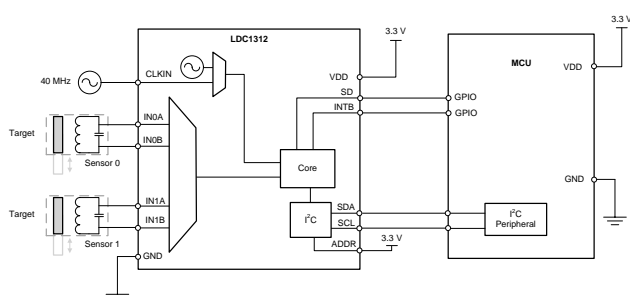 3.3 V
LDC1312
3.3 V
MCU
40 MHz
CLKIN
VDD
VDD
SD
GPIO
INTB
GPIO
Target
IN0A
IN0B
Sensor 0
Core
GND
Target
IN1A
IN1B
Sensor 1
I²C
SDA
SCL
I²C
Peripheral
ADDR
3.3 V
GND